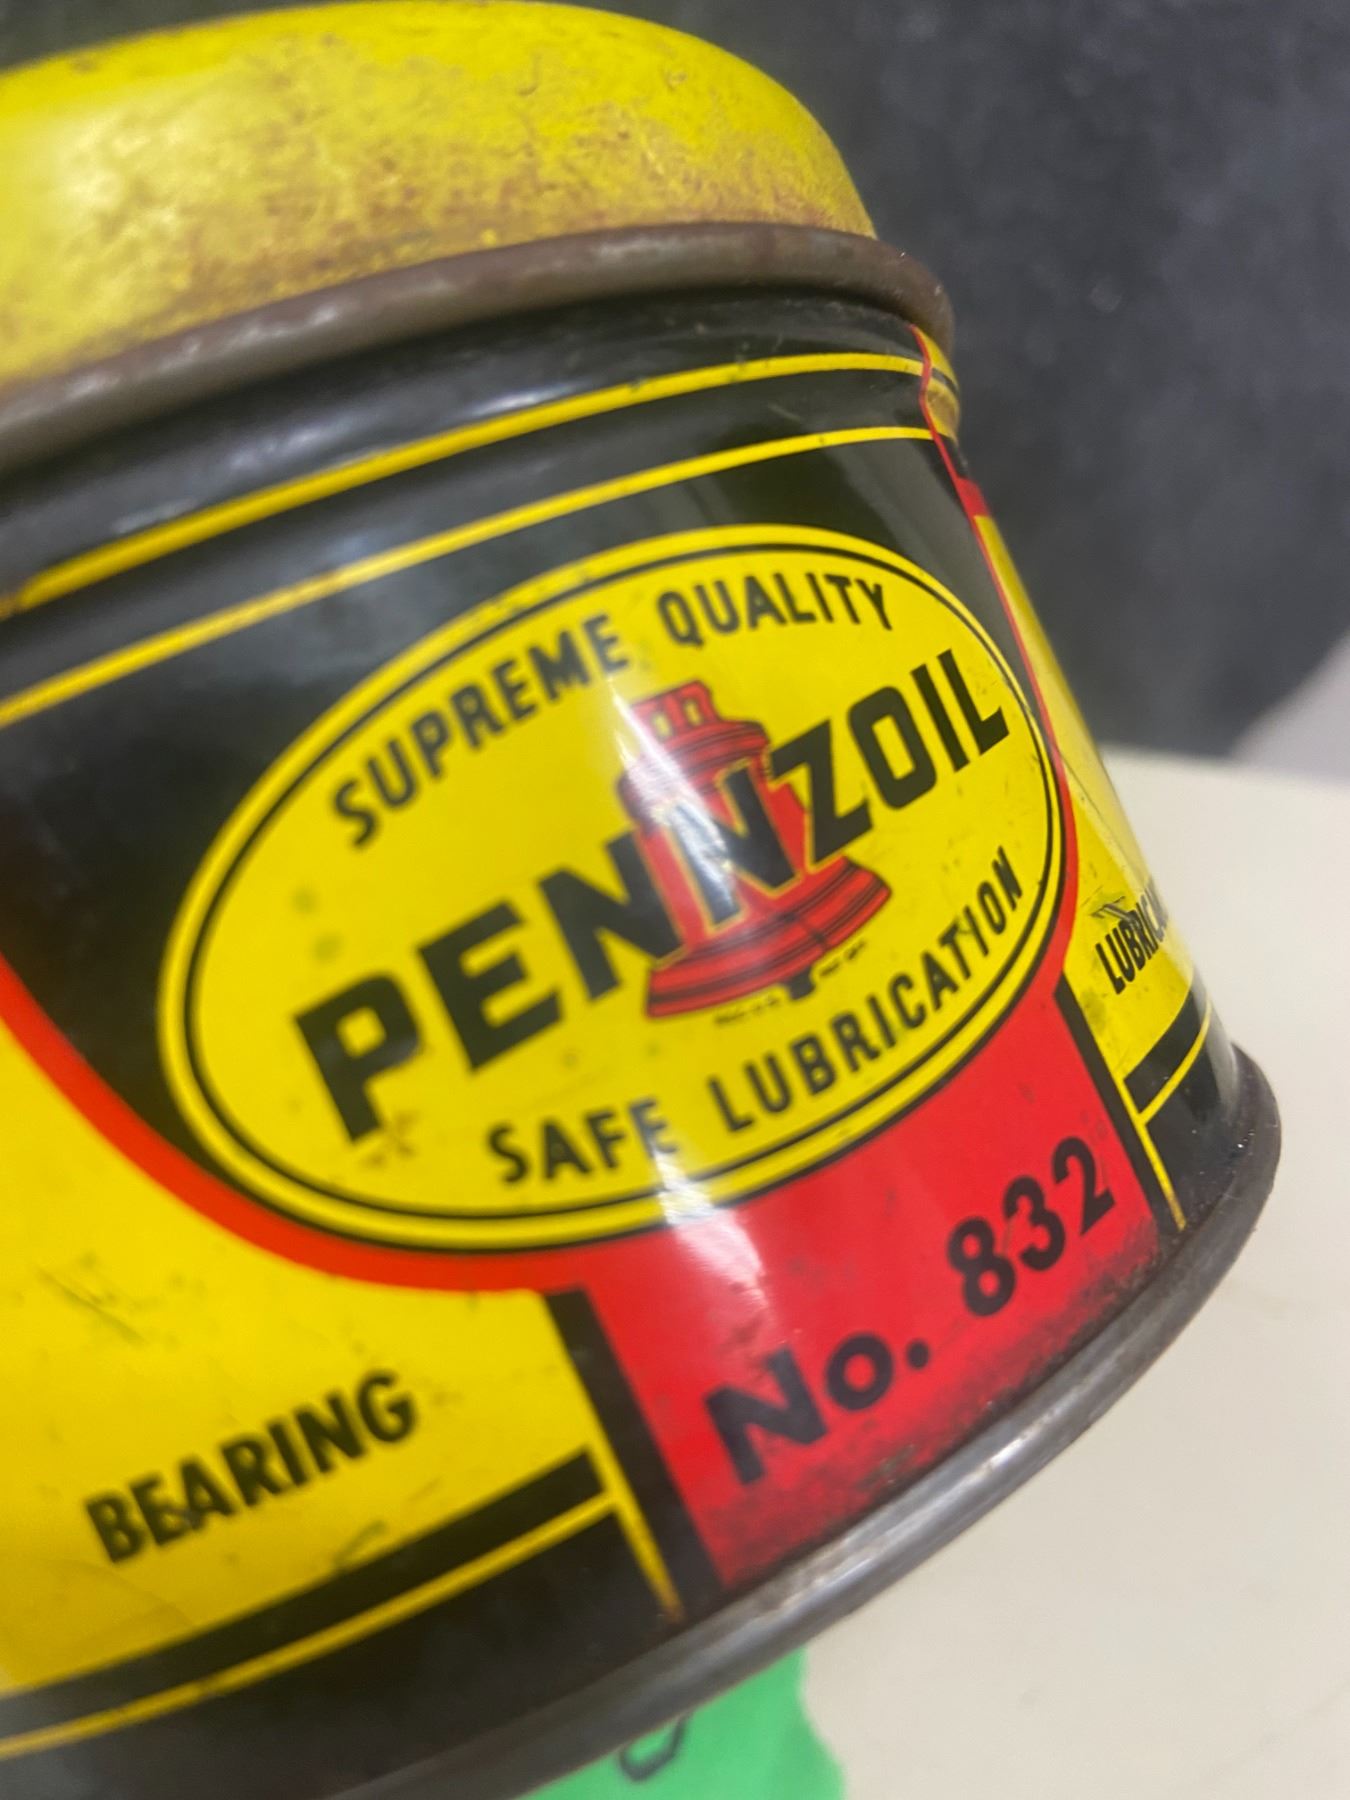 SUPREME QUALITY
PENNZOIL
SAFE LUBRICATION
No. 832
BEARING